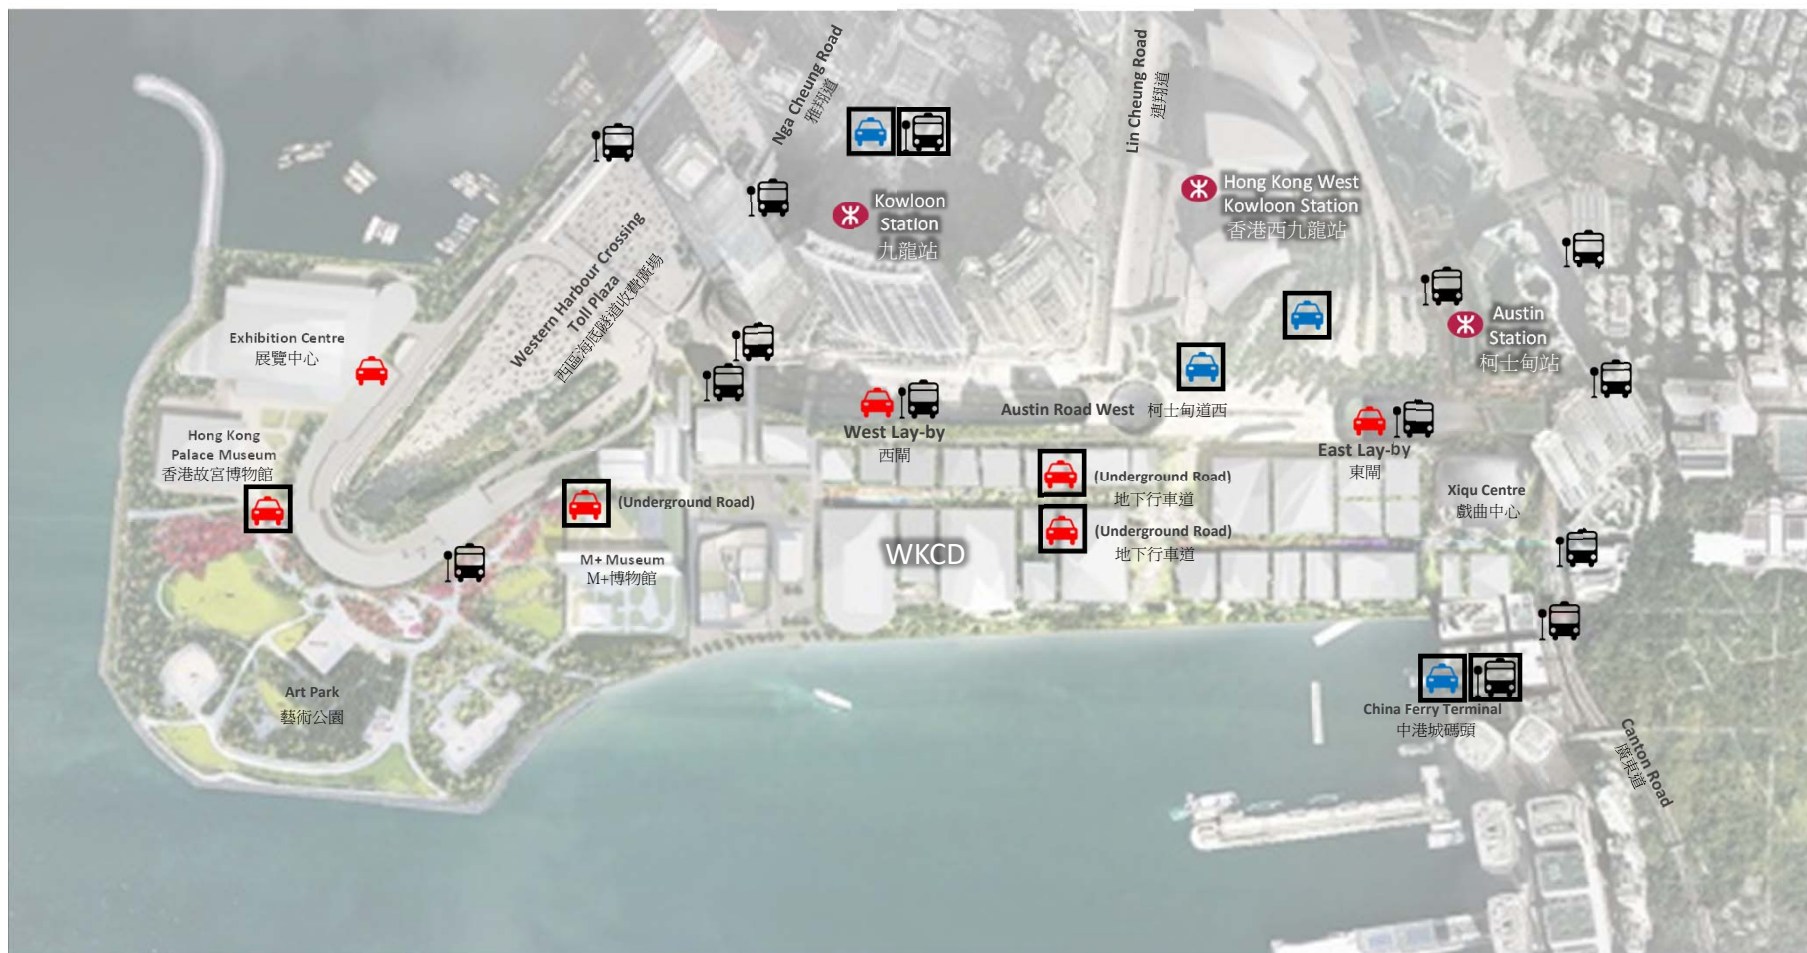 Nga Cheung Road
雅翔道
Lin Cheung Road
連翔道
Kowloon
Station
九龍站
Hong Kong West
Kowloon Station
香港西九龍站
Western Harbour Crossing
Toll Plaza
西區海底隧道收費廣場
Exhibition Centre
展覽中心
Austin
Station
柯士甸站
Austin Road West 柯士甸道西
West Lay-by
西閘
East Lay-by
東閘
Hong Kong
Palace Museum
香港故宮博物館
(Underground Road)
(Underground Road)
地下行車道
(Underground Road)
地下行車道
Xiqu Centre
戲曲中心
M+ Museum
M+博物館
WKCD
Art Park
藝術公園
China Ferry Terminal
中港城碼頭
Canton Road
廣東道